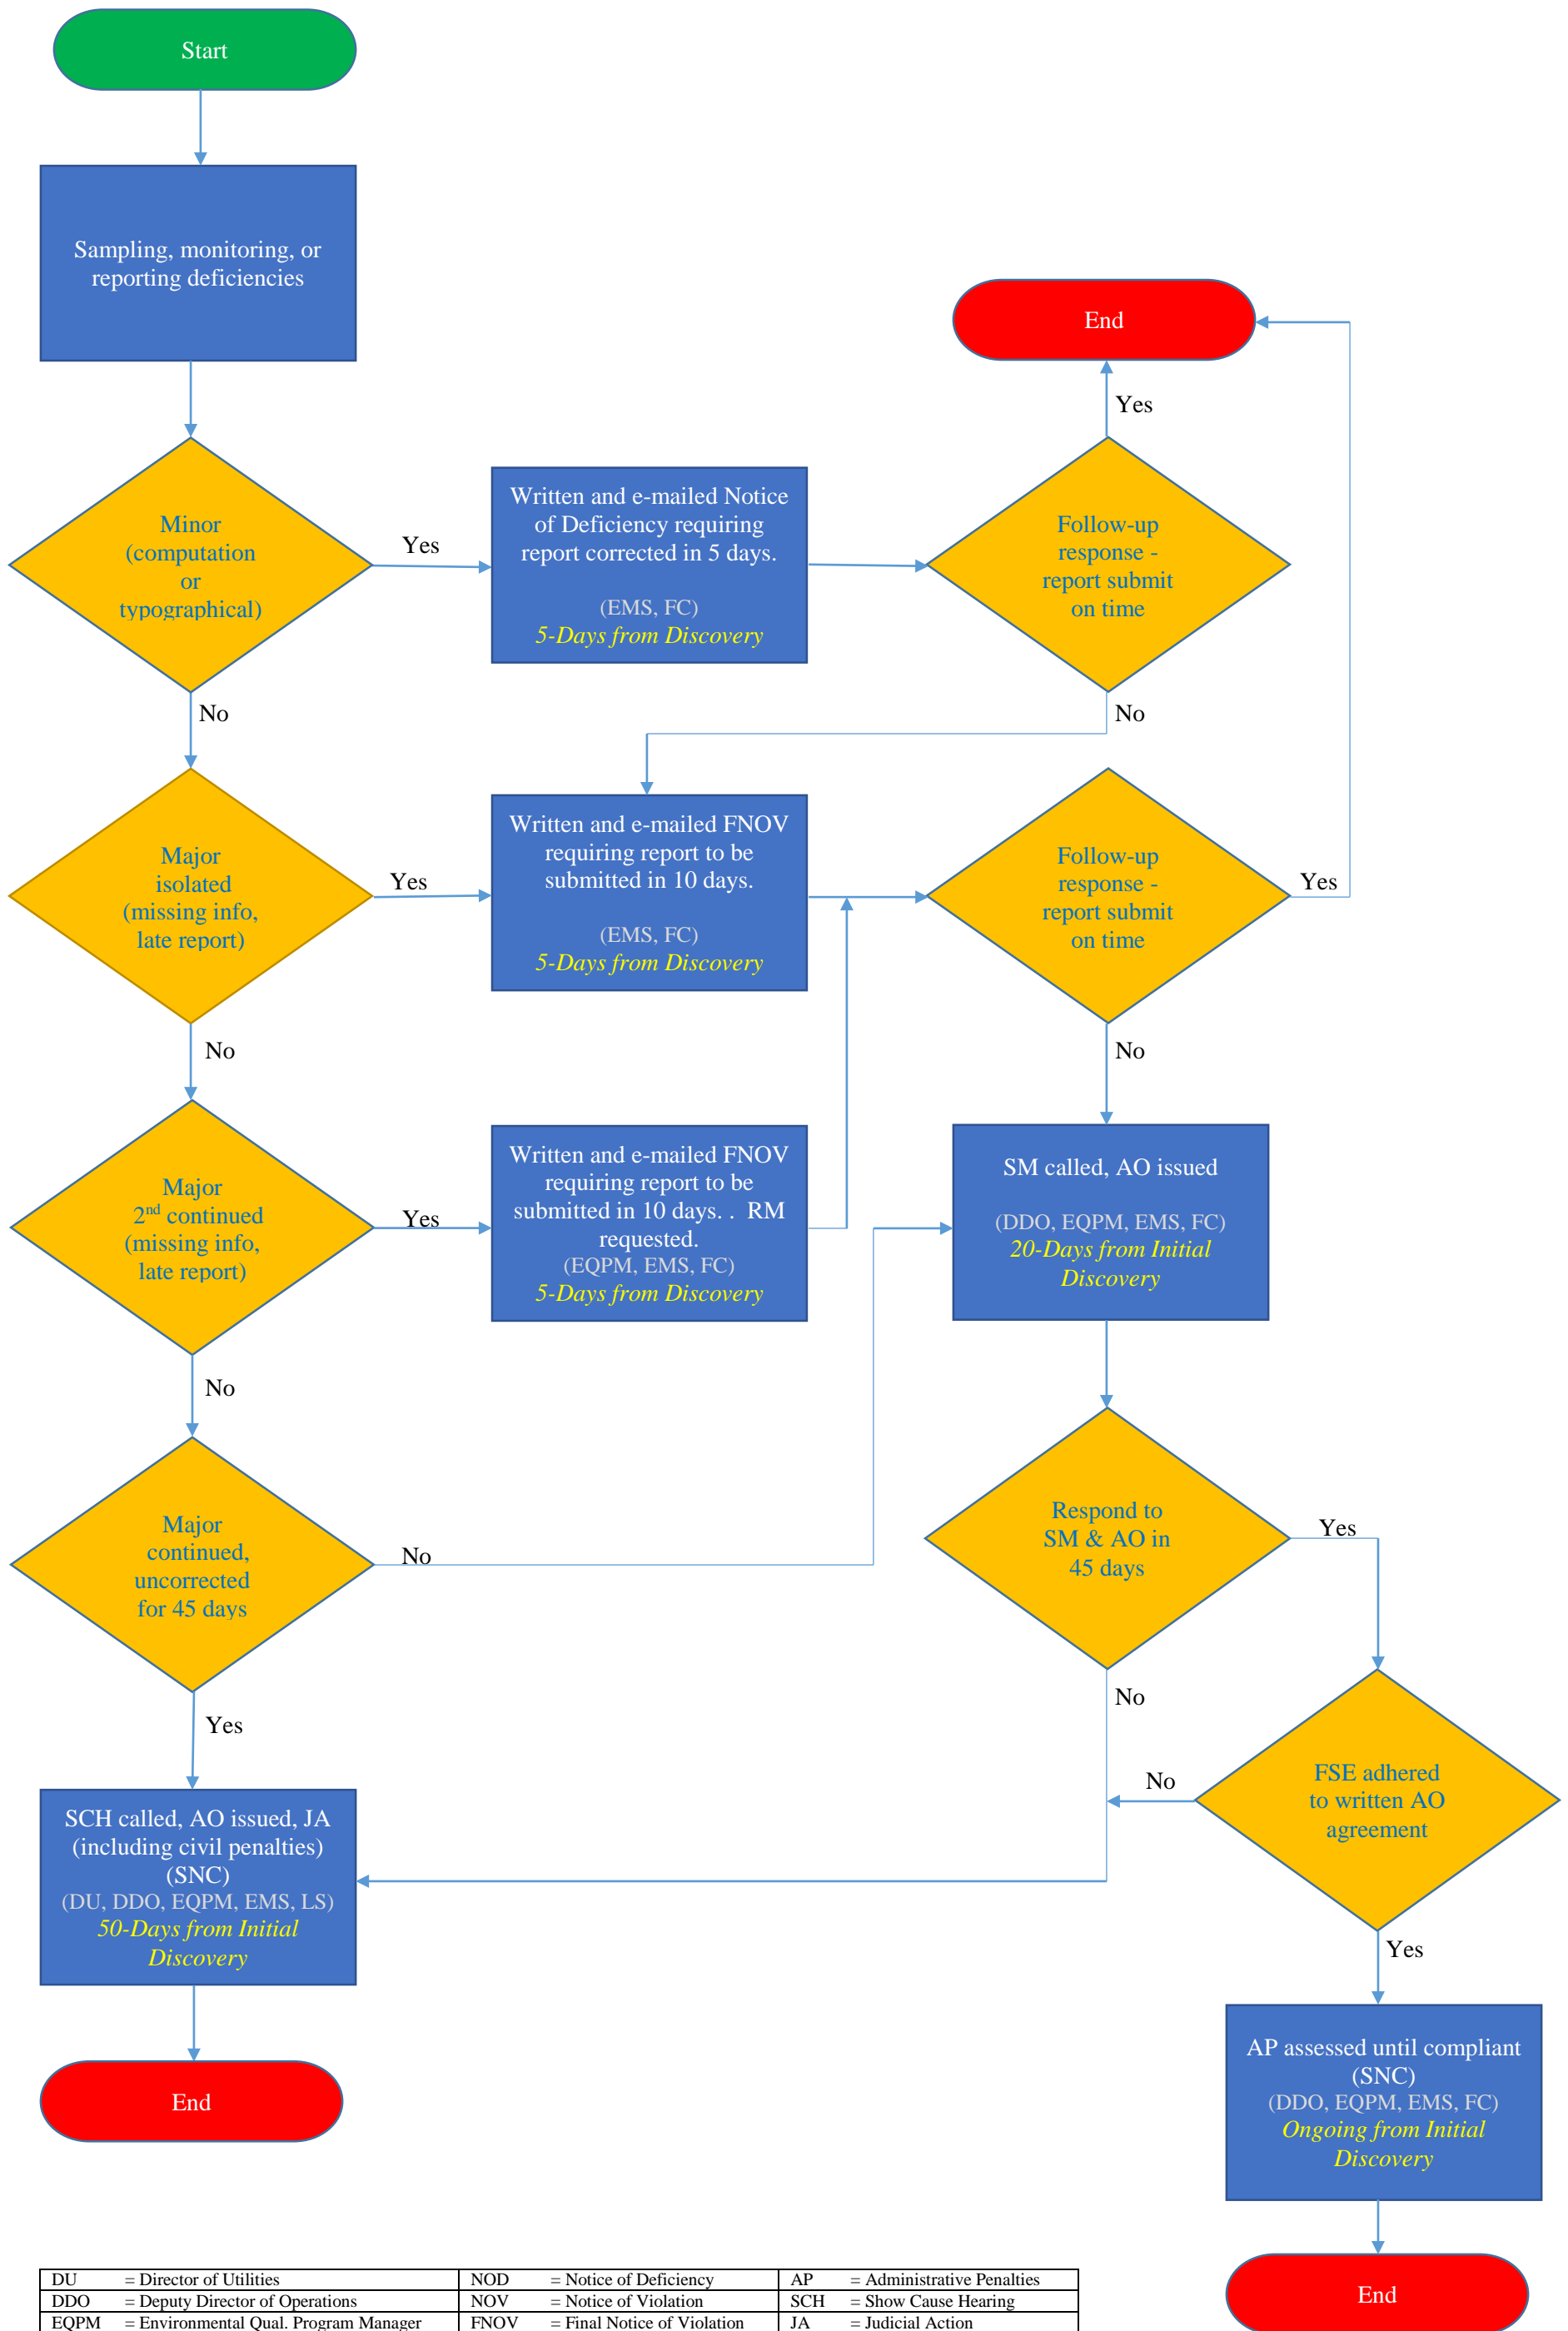 Start
Sampling, monitoring, or
reporting deficiencies
End
Yes
Minor
(computation
or
typographical)
Yes
Written and e-mailed Notice
of Deficiency requiring
report corrected in 5 days.
(EMS, FC)
5-Days from Discovery
Follow-up
response -
report submit
on time
No
No
Major
isolated
(missing info,
late report)
Yes
Written and e-mailed FNOV
requiring report to be
submitted in 10 days.
(EMS, FC)
5-Days from Discovery
Follow-up
response -
report submit
on time
Yes
No
No
Major
2nd continued
(missing info,
late report)
Yes
Written and e-mailed FNOV
requiring report to be
submitted in 10 days. . RM
requested.
(EQPM, EMS, FC)
5-Days from Discovery
SM called, AO issued
(DDO, EQPM, EMS, FC)
20-Days from Initial
Discovery
No
Major
continued,
uncorrected
for 45 days
No
Respond to
SM & AO in
45 days
Yes
Yes
No
SCH called, AO issued, JA
(including civil penalties)
(SNC)
(DU, DDO, EQPM, EMS, LS)
50-Days from Initial
Discovery
No
FSE adhered
to written AO
agreement
Yes
End
AP assessed until compliant
(SNC)
(DDO, EQPM, EMS, FC)
Ongoing from Initial
Discovery
End
DU = Director of Utilities NOD = Notice of Deficiency AP = Administrative Penalties
DDO = Deputy Director of Operations NOV = Notice of Violation SCH = Show Cause Hearing
EQPM = Environmental Qual. Program Manager FNOV = Final Notice of Violation JA = Judicial Action